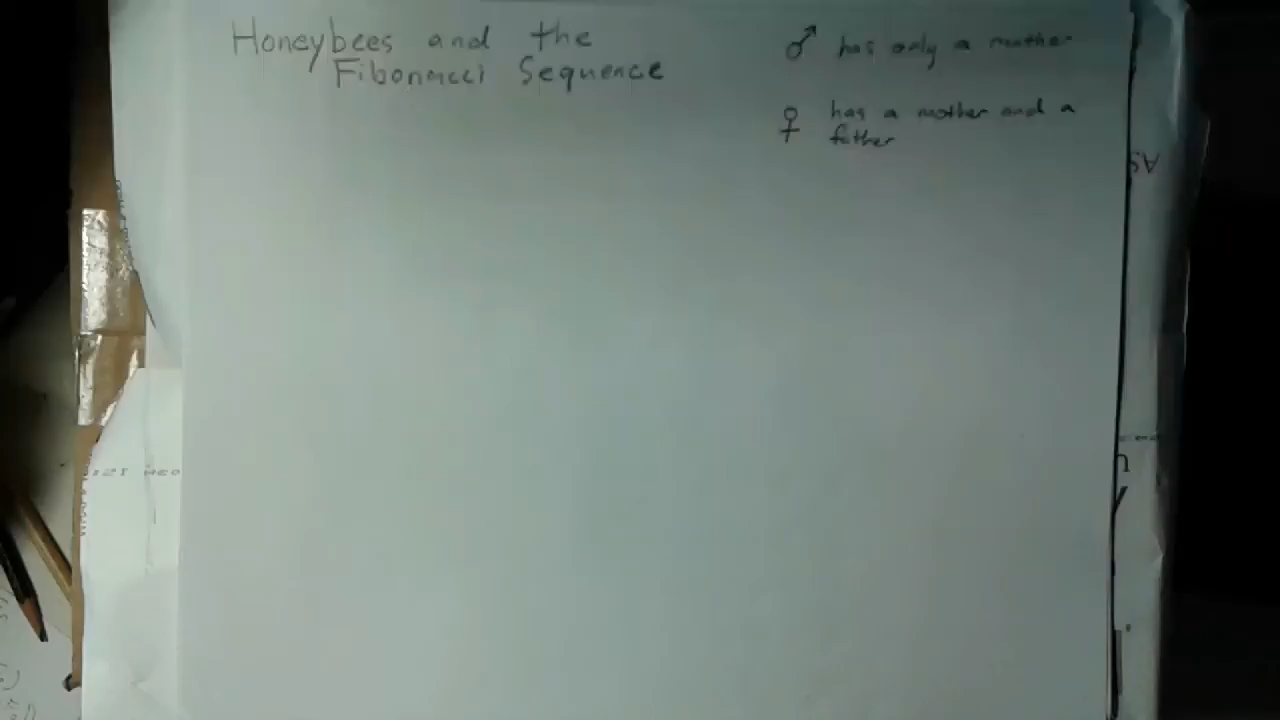 Honeybees and the
Fibonacci Sequence
♂ has only a mother
♀ has a mother and a
father